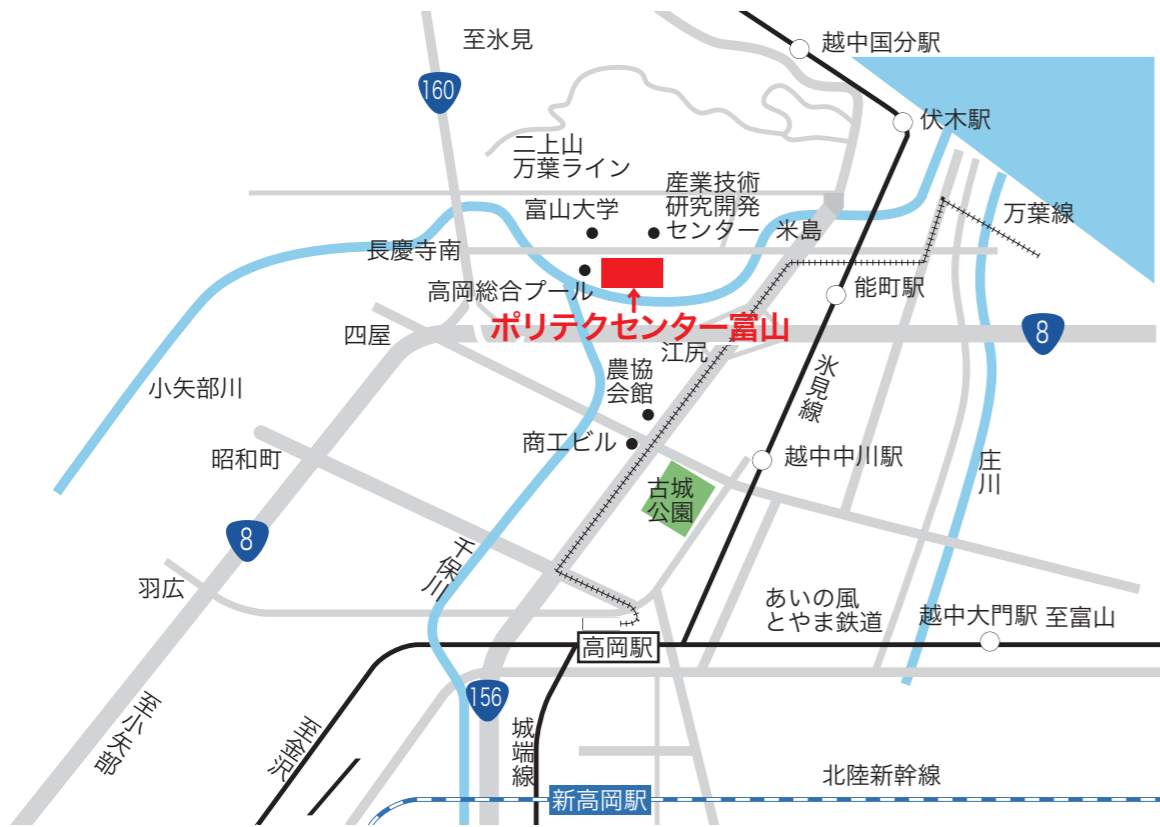 至氷見
越中国分駅
160
伏木駅
二上山
万葉ライン
産業技術
研究開発
センター
富山大学
米島
万葉線
長慶寺南
高岡総合プール
能町駅
ポリテクセンター富山
四屋
8
江尻
農協
会館
氷見線
小矢部川
商工ビル
昭和町
越中中川駅
庄川
古城
公園
8
千保川
羽広
あいの風
とやま鉄道
越中大門駅
至富山
高岡駅
156
至小矢部
至金沢
城端線
北陸新幹線
新高岡駅